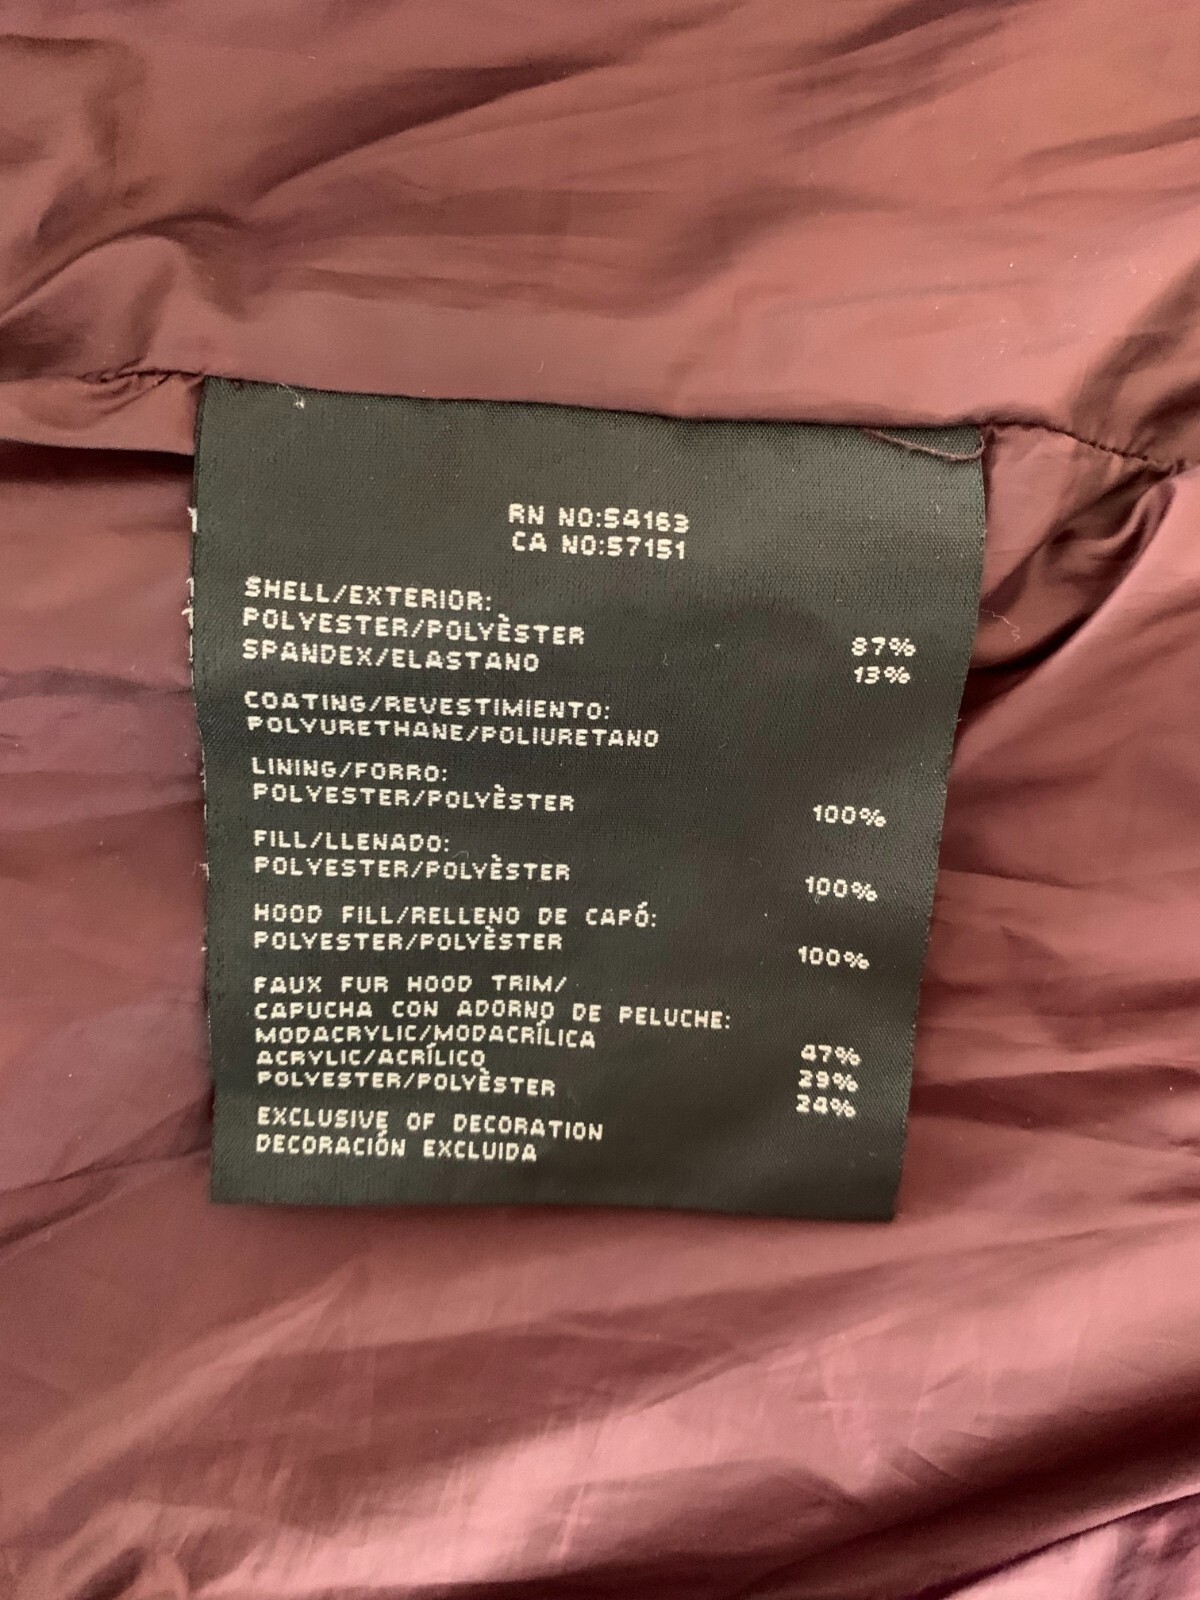 RN NO:54163
CA NO:57151
SHELL/EXTERIOR:
POLYESTER/POLYÈSTER 87%
SPANDEX/ELASTANO 13%
COATING/REVESTIMIENTO:
POLYURETHANE/POLIURETANO
LINING/FORRO:
POLYESTER/POLYÈSTER 100%
FILL/LLENADO:
POLYESTER/POLYÈSTER 100%
HOOD FILL/RELLENO DE CAPÓ:
POLYESTER/POLYÈSTER 100%
FAUX FUR HOOD TRIM/
CAPUCHA CON ADORNO DE PELUCHE:
MODACRYLIC/MODACRÍLICA 47%
ACRYLIC/ACRÍLICO 29%
POLYESTER/POLYÈSTER 24%
EXCLUSIVE OF DECORATION
DECORACIÓN EXCLUIDA